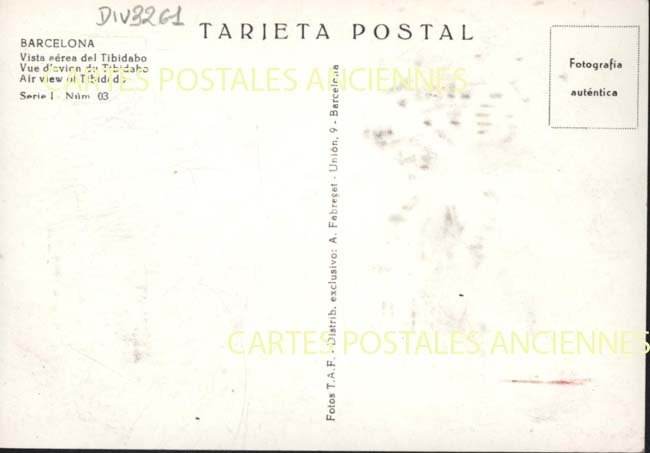 DIV3261
TARJETA POSTAL
BARCELONA
Vista aérea del Tibidabo
Vue d'avion du Tibidabo
Air view of Tibidabo
Serie I - Núm. 03
Fotografía
auténtica
Fotos T.A.F. - Distrib. exclusivo: A. Fabregat - Unión, 9 - Barcelona
CARTES POSTALES ANCIENNES
CARTES POSTALES ANCIENNES